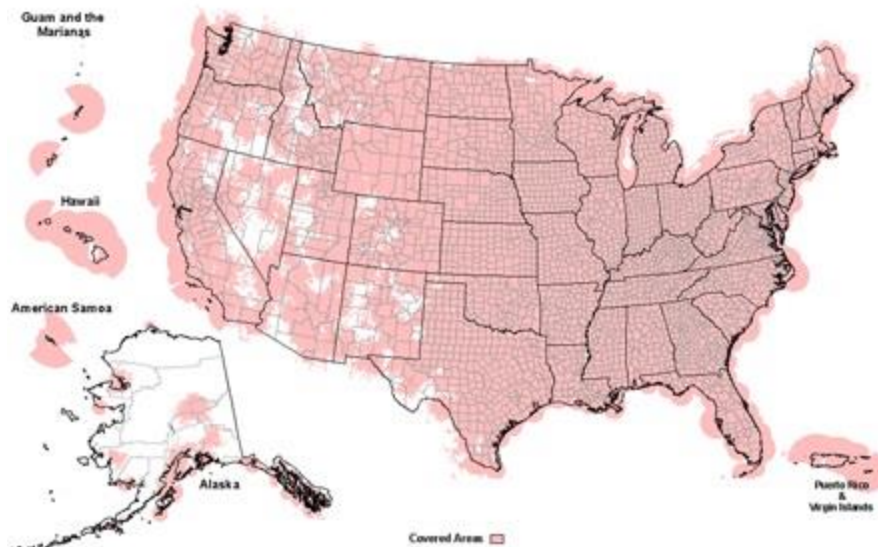 Guam and the
Marianas
Hawaii
American Samoa
Alaska
Puerto Rico
&
Virgin Islands
Covered Areas